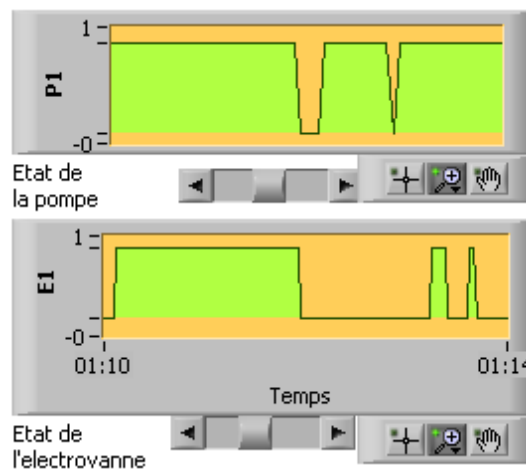 1
P1
-0
Etat de
la pompe
1
E1
-0
01:10
01:14
Temps
Etat de
l'electrovanne